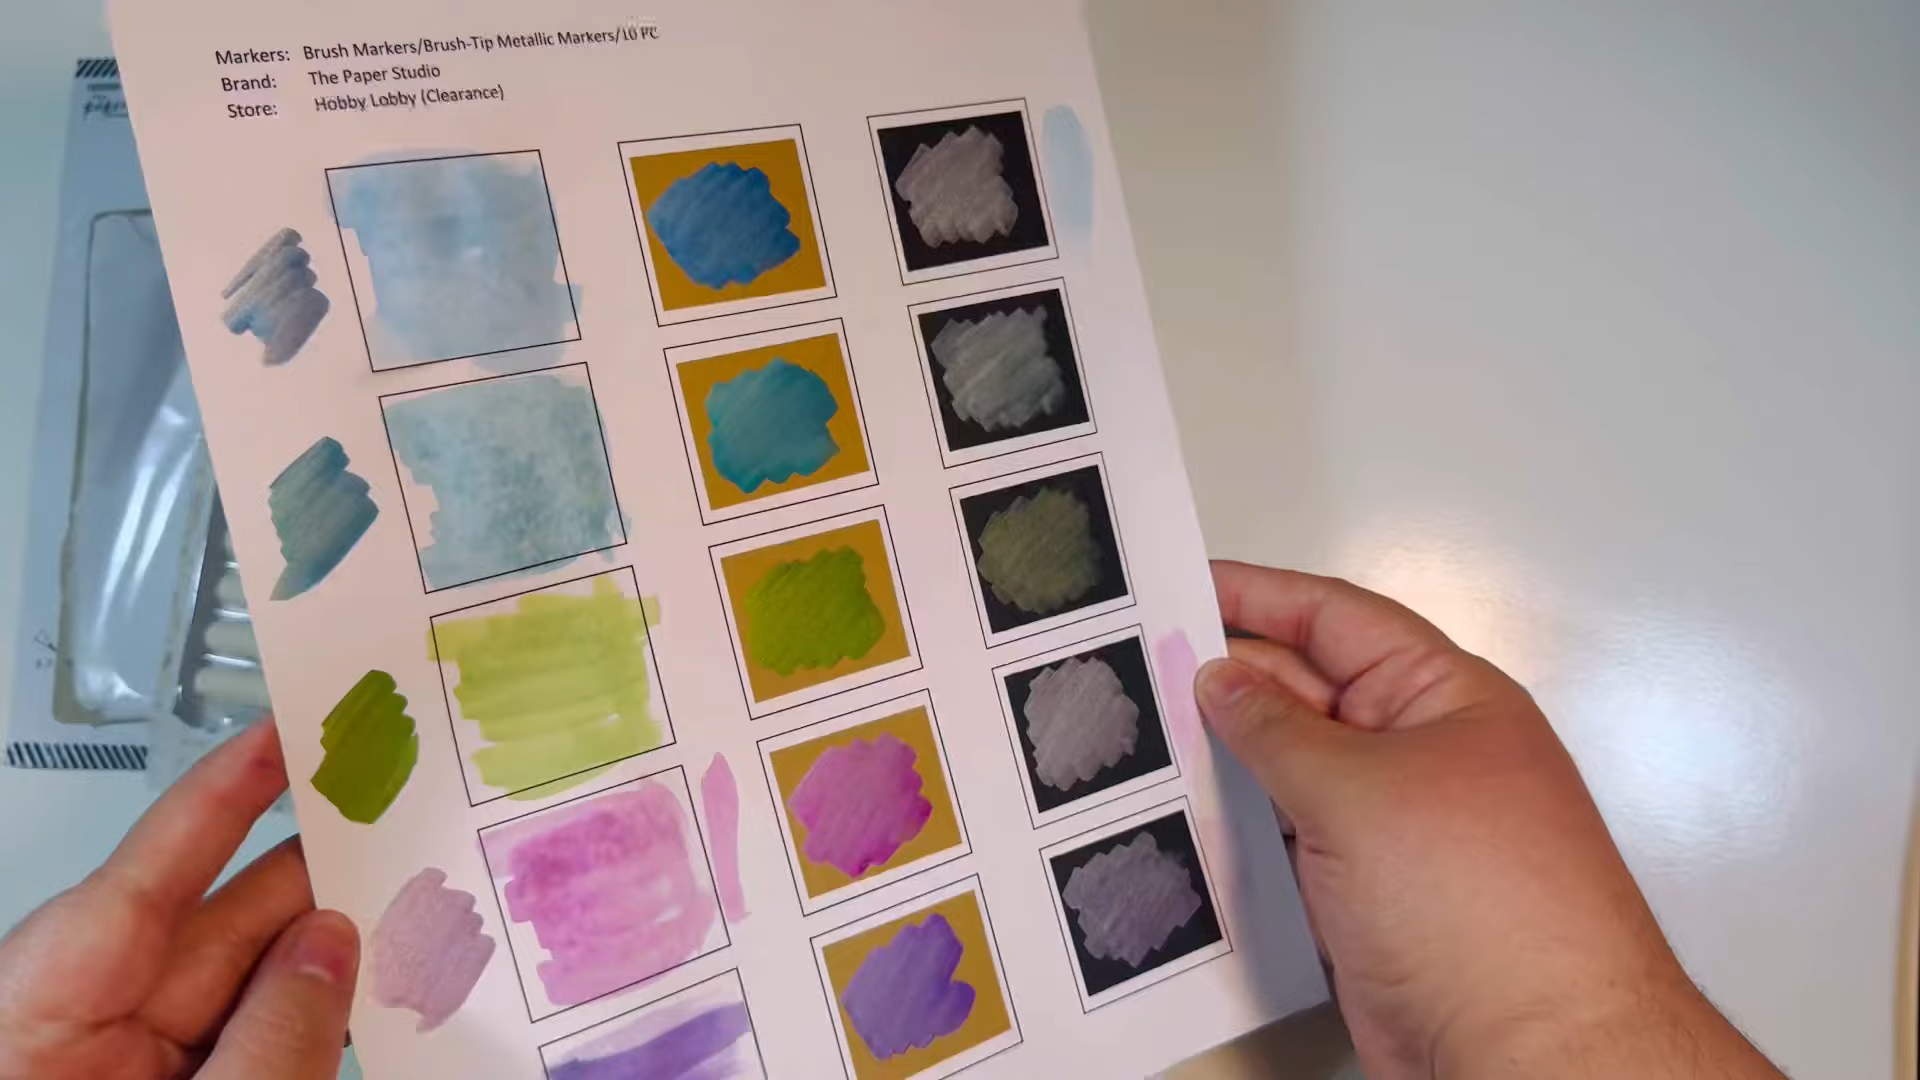 Markers: Brush Markers/Brush-Tip Metallic Markers/10 PC
Brand: The Paper Studio
Store: Hobby Lobby (Clearance)